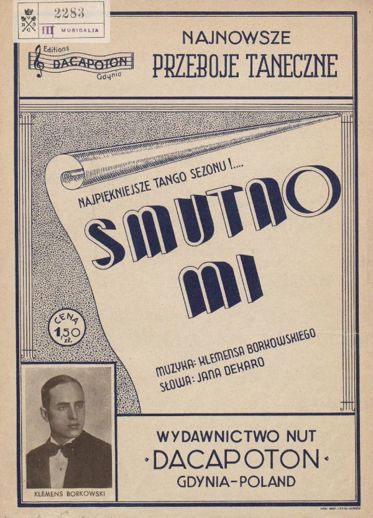 2283
III MUSICALIA
Editions
DACAPOTON
Gdynia
NAJNOWSZE
PRZEBOJE TANECZNE
NAJPIĘKNIEJSZE TANGO SEZONU!....
SMUTNO
MI
CENA
1,50
zł.
MUZYKA: KLEMENSA BORKOWSKIEGO
SŁOWA: JANA DEKARO
KLEMENS BORKOWSKI
WYDAWNICTWO NUT
• DACAPOTON •
GDYNIA-POLAND